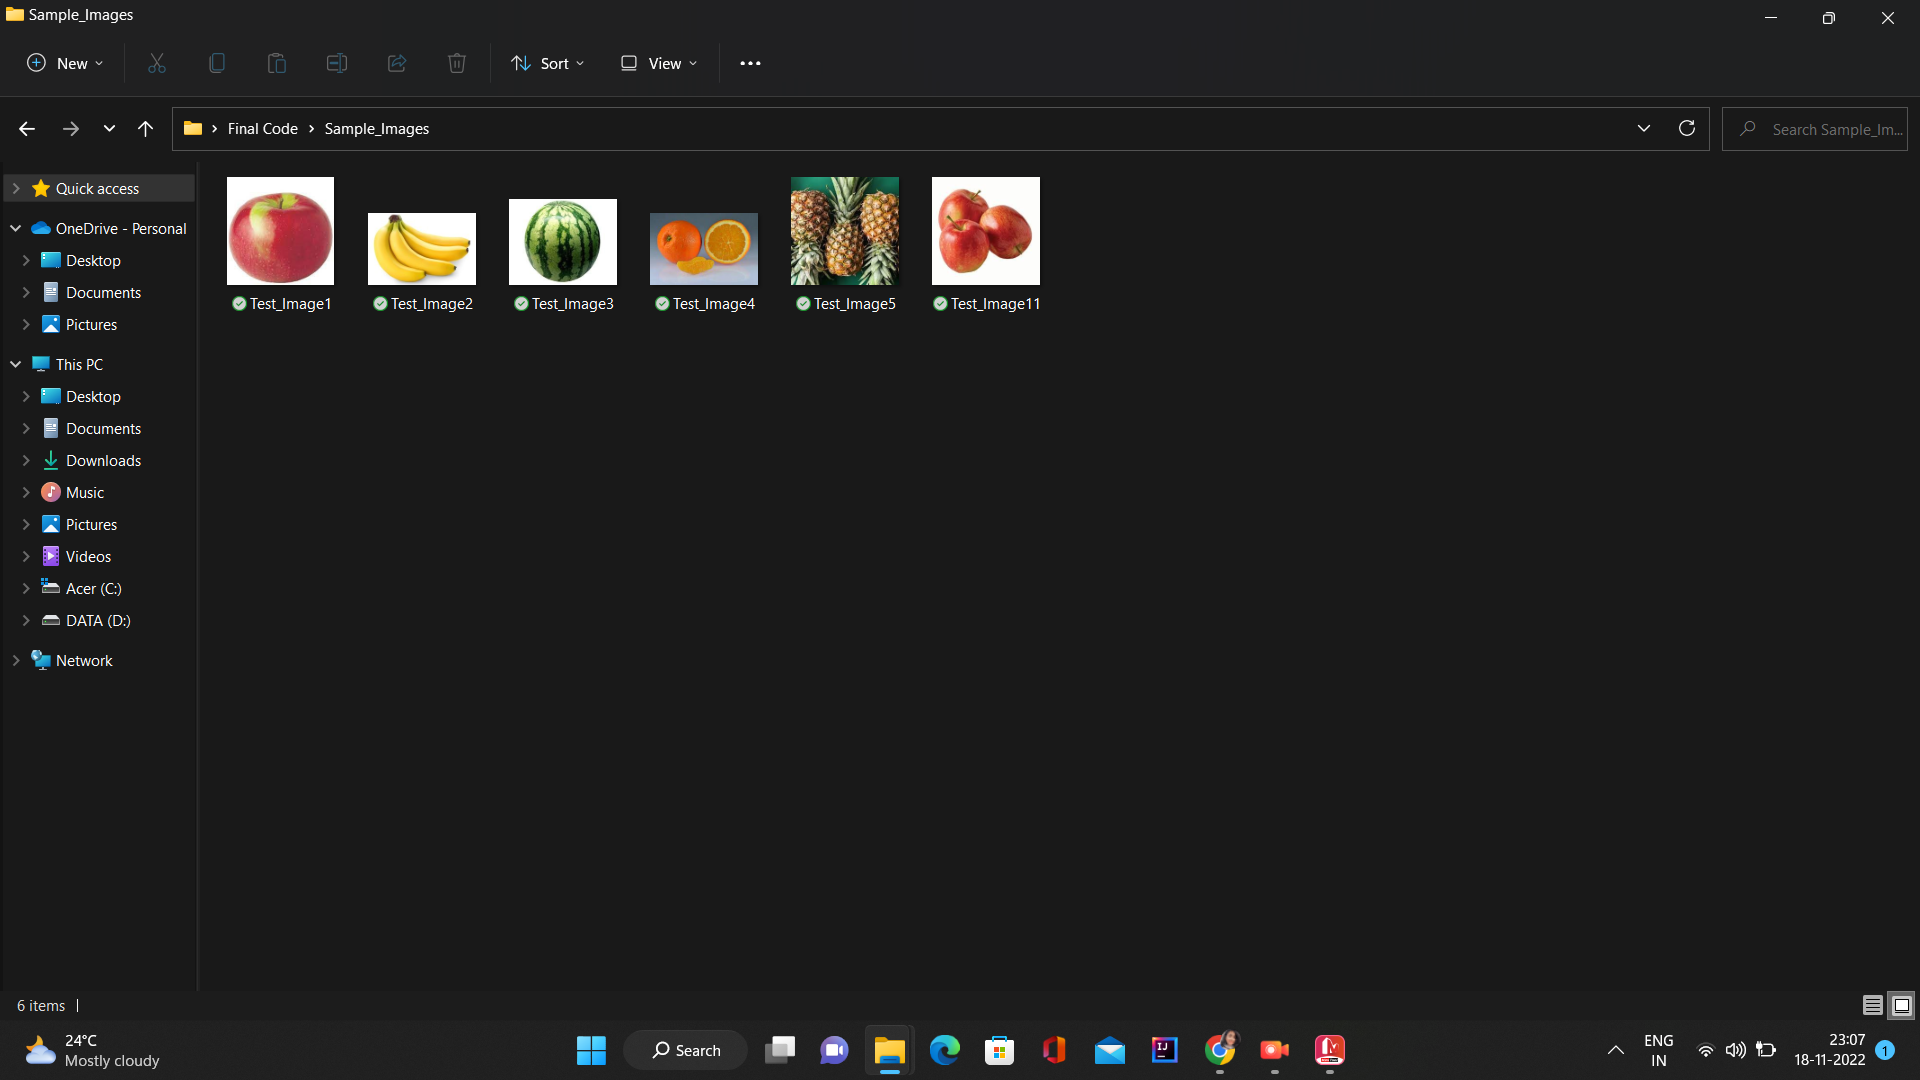 Sample_Images
New
Sort
View
Final Code
Sample_Images
Search Sample_Im...
Quick access
OneDrive - Personal
Desktop
Documents
Pictures
This PC
Desktop
Documents
Downloads
Music
Pictures
Videos
Acer (C:)
DATA (D:)
Network
Test_Image1
Test_Image2
Test_Image3
Test_Image4
Test_Image5
Test_Image11
6 items
24°C
Mostly cloudy
Search
IJ
ENG
IN
23:07
18-11-2022
1